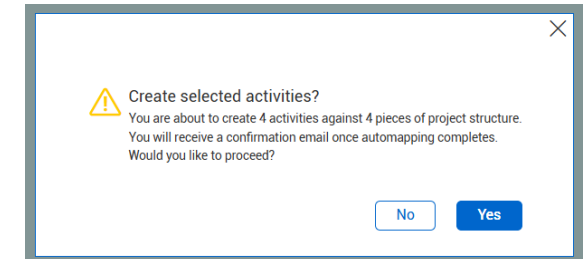 Create selected activities?
You are about to create 4 activities against 4 pieces of project structure.
You will receive a confirmation email once automapping completes.
Would you like to proceed?
No
Yes